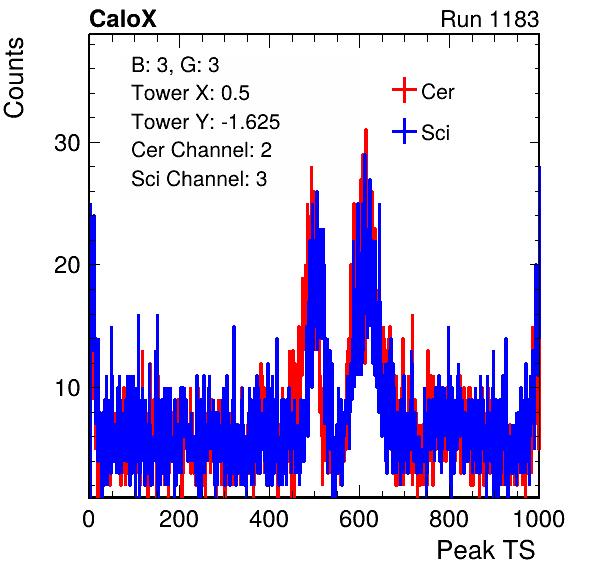 CaloX
Run 1183
Counts
B: 3, G: 3
Tower X: 0.5
Tower Y: -1.625
Cer Channel: 2
Sci Channel: 3
Cer
Sci
30
20
10
0
200
400
600
800
1000
Peak TS